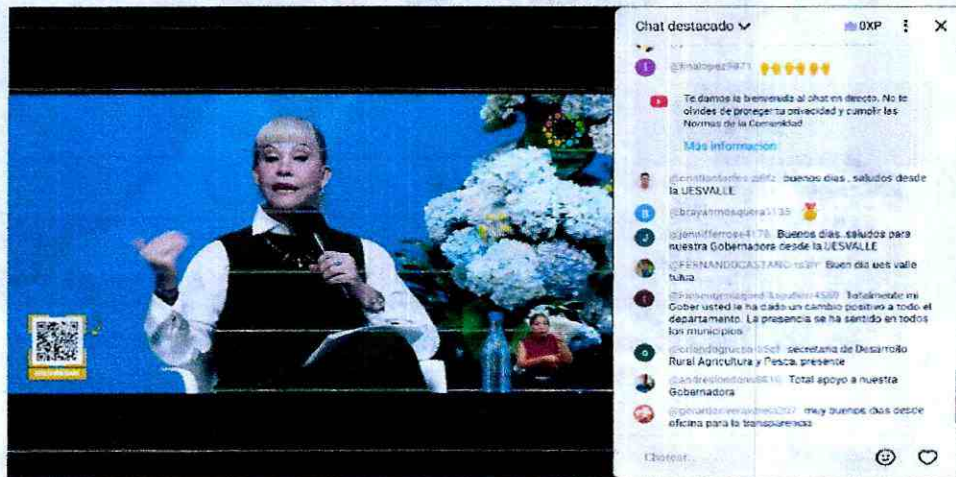 Chat destacado
0XP
Te damos la bienvenida al chat en directo. No te
olvides de proteger tu privacidad y cumplir las
Normas de la Comunidad.
Más información
buenos dias, saludos desde
la UESVALLE
Buenos dias, saludos para
nuestra Gobernadora desde la UESVALLE
Buen dia ues valle
tulua
Totalmente mi
Gober usted le ha dado un cambio positivo a todo el
departamento. La presencia se ha sentido en todos
los municipios
secretaria de Desarrollo
Rural Agricultura y Pesca, presente
Total apoyo a nuestra
Gobernadora
muy buenos dias desde
oficina para la transparencia
Chatear...